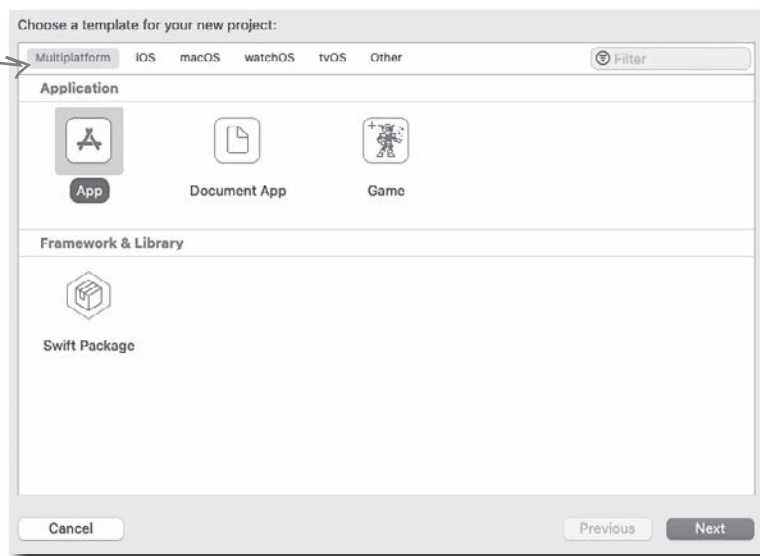 Choose a template for your new project:
Multiplatform iOS macOS watchOS tvOS Other Filter
Application
App Document App Game
Framework & Library
Swift Package
Cancel Previous Next